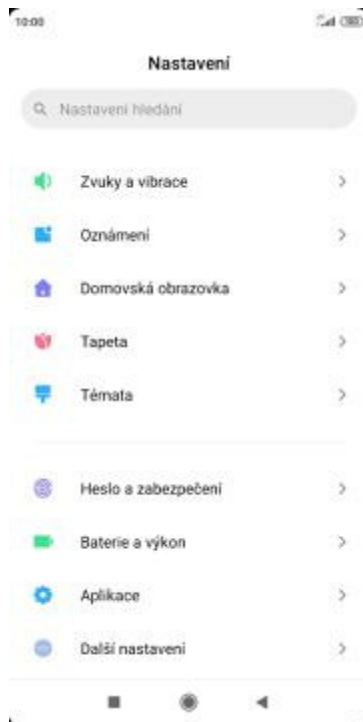 10:00
Nastavení
Nastavení hledání
Zvuky a vibrace
Oznámení
Domovská obrazovka
Tapeta
Témata
Heslo a zabezpečení
Baterie a výkon
Aplikace
Další nastavení